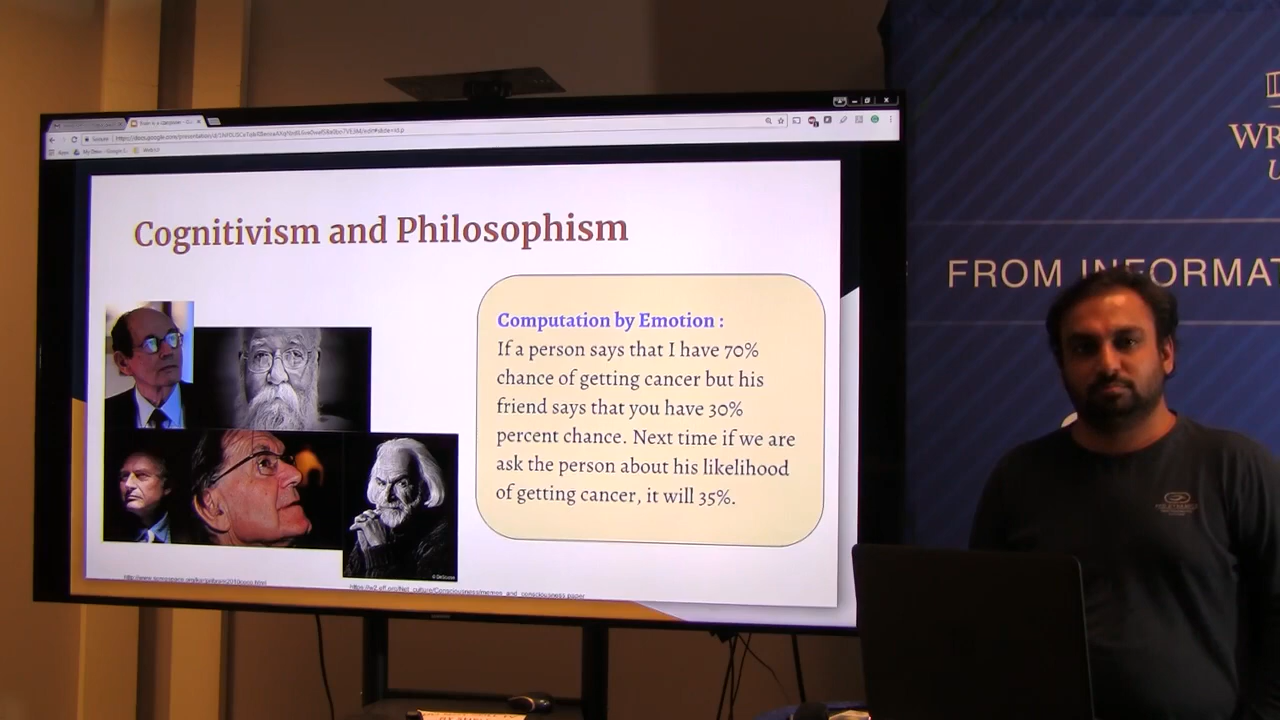 Secure
Cognitivism and Philosophism
Computation by Emotion :
If a person says that I have 70%
chance of getting cancer but his
friend says that you have 30%
percent chance. Next time if we are
ask the person about his likelihood
of getting cancer, it will 35%.
WR
U
FROM INFORMAT